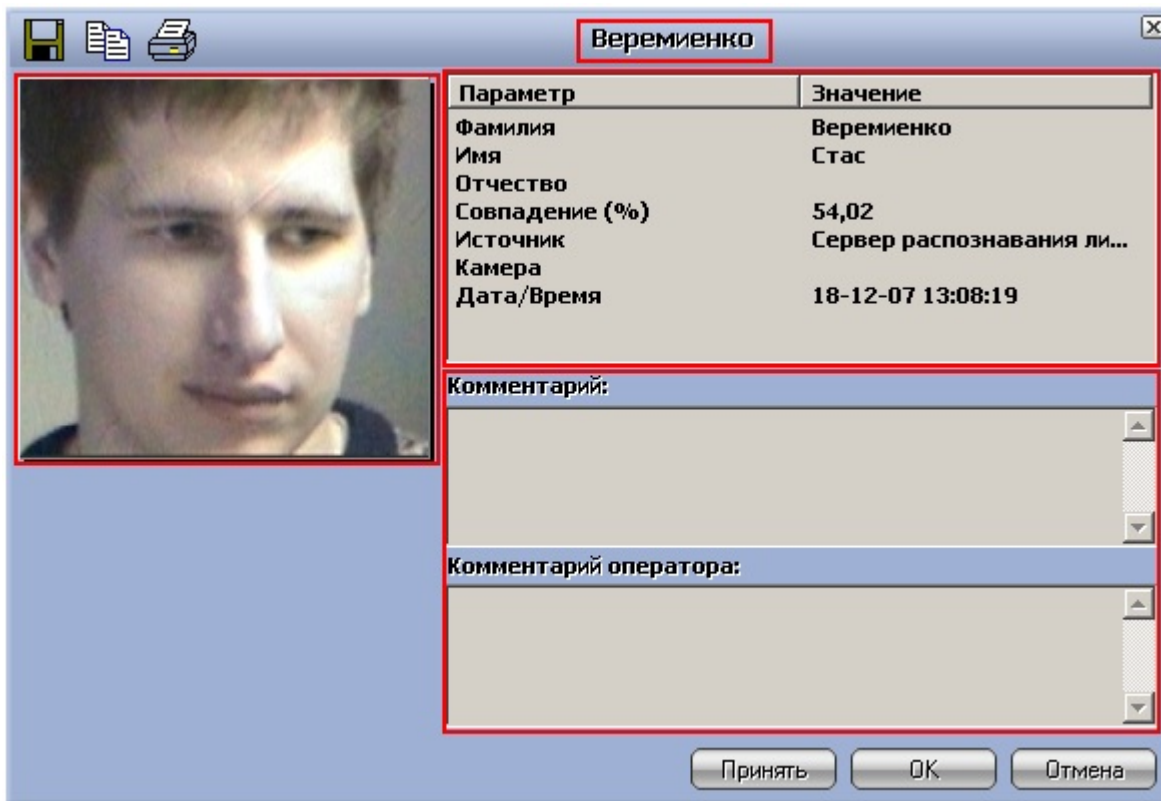 Веремиенко
Параметр Значение
Фамилия Веремиенко
Имя Стас
Отчество
Совпадение (%) 54,02
Источник Сервер распознавания ли...
Камера
Дата/Время 18-12-07 13:08:19
Комментарий:
Комментарий оператора:
Принять OK Отмена